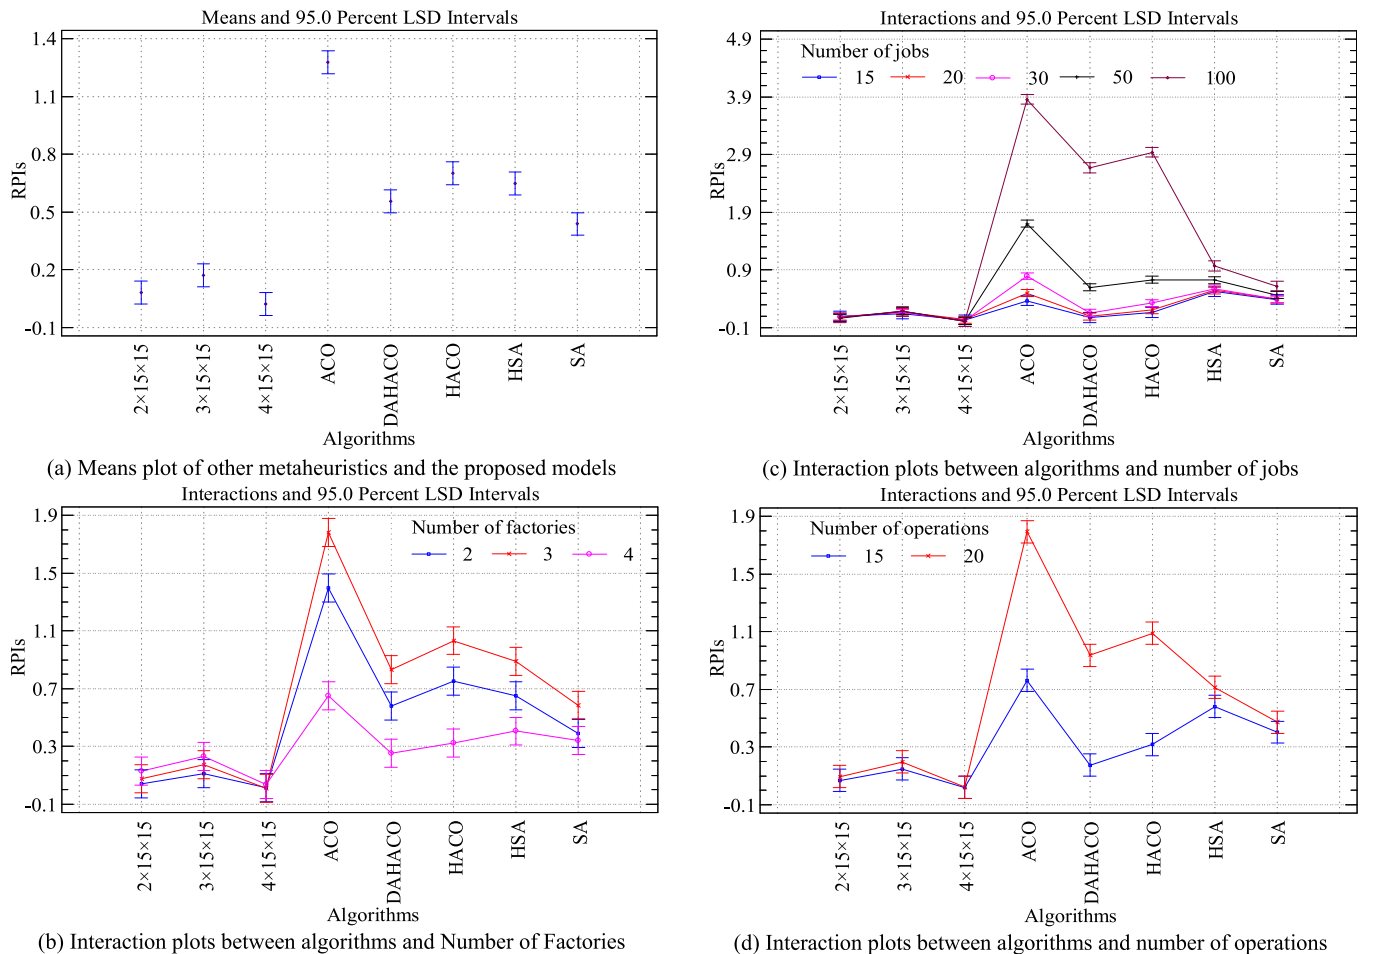 Means and 95.0 Percent LSD Intervals
1.4
1.1
0.8
0.5
0.2
-0.1
RPIs
2×15×15
3×15×15
4×15×15
ACO
DAHACO
HACO
HSA
SA
Algorithms
(a) Means plot of other metaheuristics and the proposed models
Interactions and 95.0 Percent LSD Intervals
Number of jobs
15 20 30 50 100
4.9
3.9
2.9
1.9
0.9
-0.1
RPIs
2×15×15
3×15×15
4×15×15
ACO
DAHACO
HACO
HSA
SA
Algorithms
(c) Interaction plots between algorithms and number of jobs
Interactions and 95.0 Percent LSD Intervals
Number of factories
2 3 4
1.9
1.5
1.1
0.7
0.3
-0.1
RPIs
2×15×15
3×15×15
4×15×15
ACO
DAHACO
HACO
HSA
SA
Algorithms
(b) Interaction plots between algorithms and Number of Factories
Interactions and 95.0 Percent LSD Intervals
Number of operations
15 20
1.9
1.5
1.1
0.7
0.3
-0.1
RPIs
2×15×15
3×15×15
4×15×15
ACO
DAHACO
HACO
HSA
SA
Algorithms
(d) Interaction plots between algorithms and number of operations